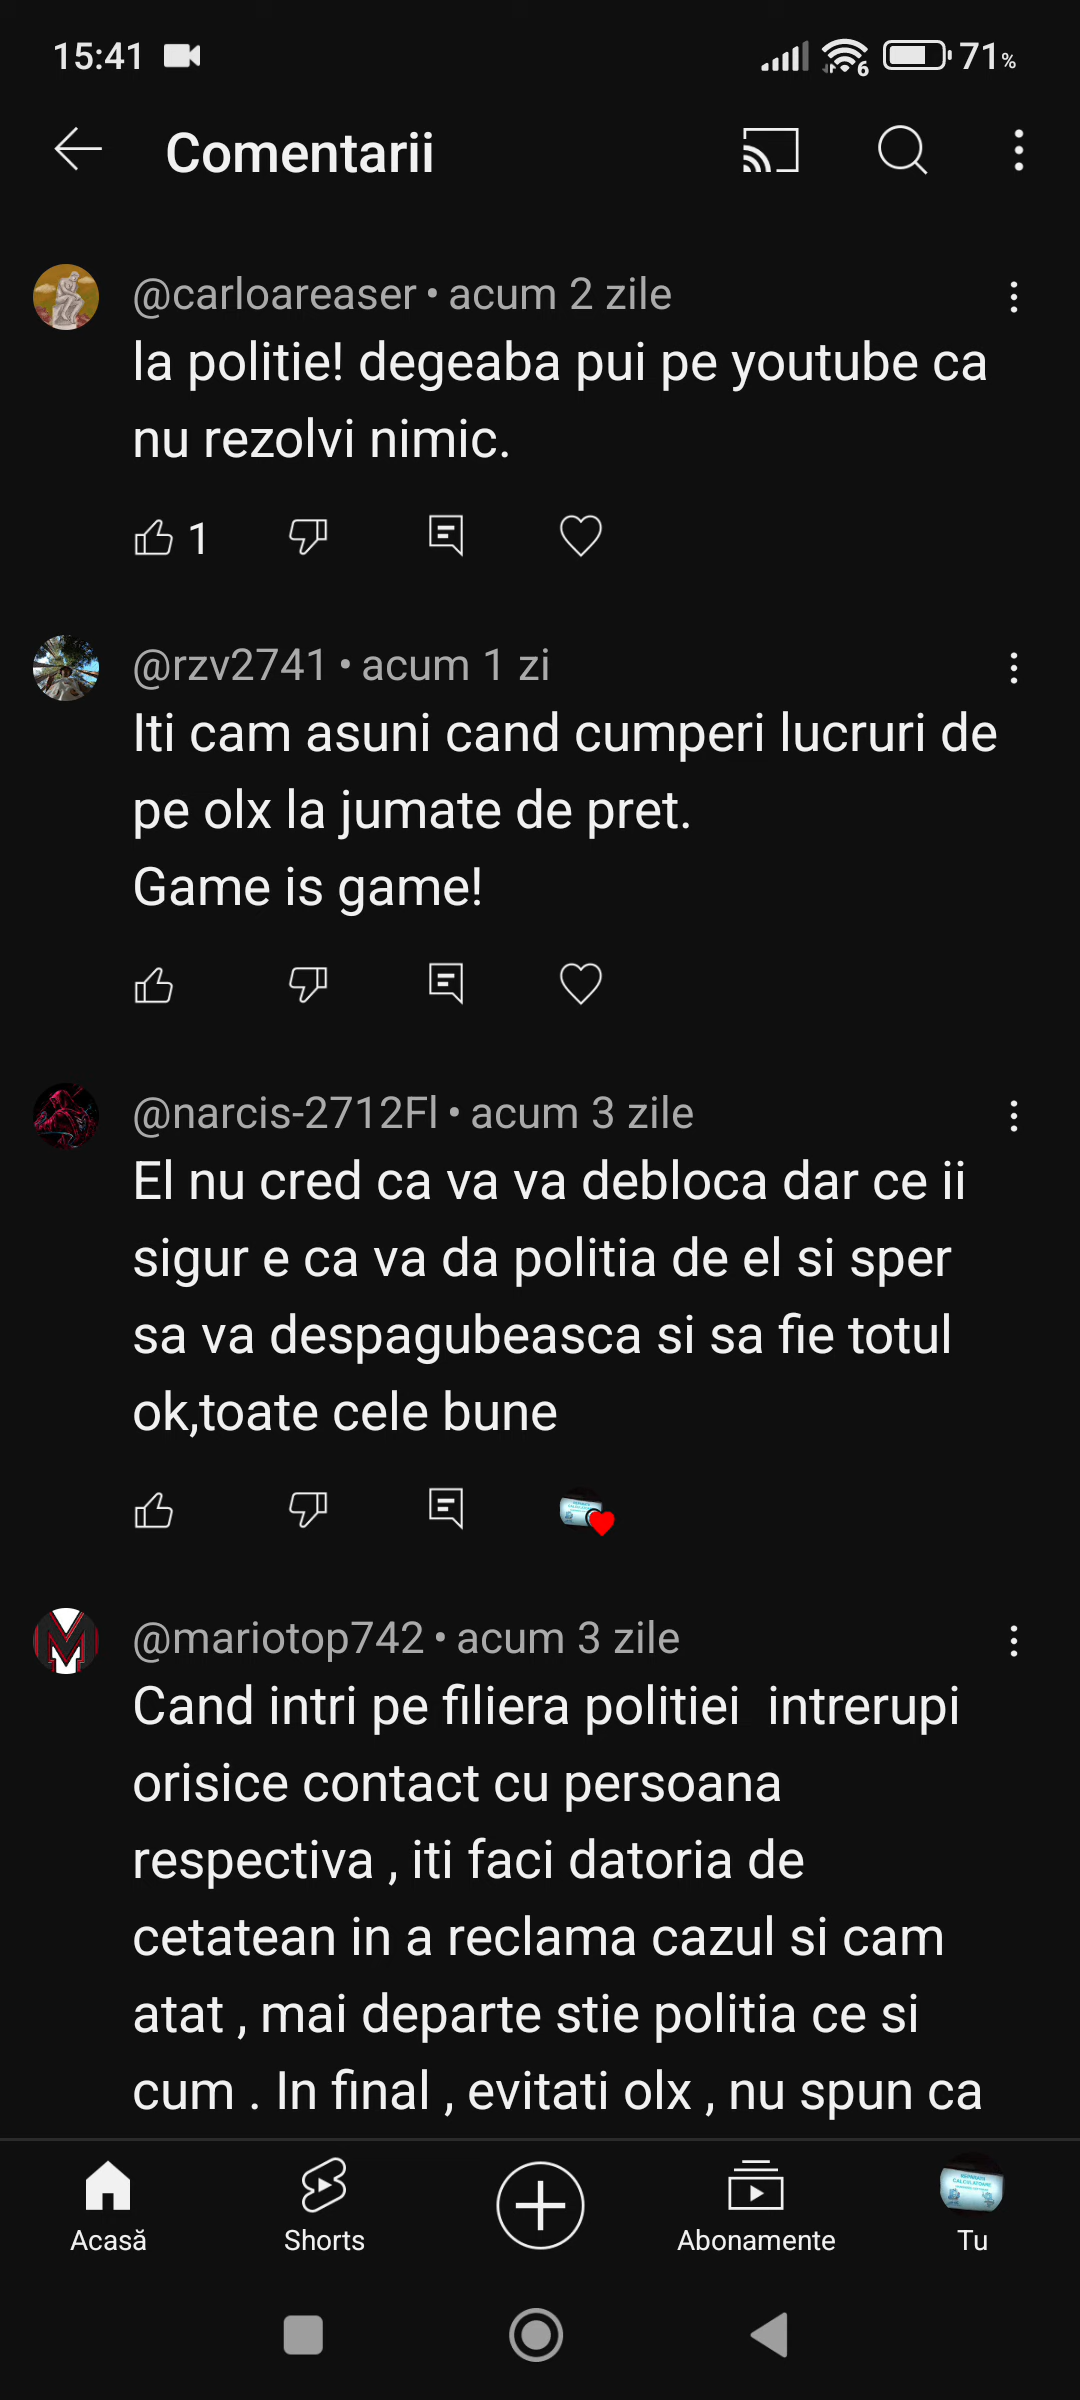 15:41
6
71%
Comentarii
@carloareaser • acum 2 zile
la politie! degeaba pui pe youtube ca
nu rezolvi nimic.
1
@rzv2741 • acum 1 zi
Iti cam asuni cand cumperi lucruri de
pe olx la jumate de pret.
Game is game!
@narcis-2712Fl • acum 3 zile
El nu cred ca va va debloca dar ce ii
sigur e ca va da politia de el si sper
sa va despagubeasca si sa fie totul
ok,toate cele bune
@mariotop742 • acum 3 zile
Cand intri pe filiera politiei  intrerupi
orisice contact cu persoana
respectiva , iti faci datoria de
cetatean in a reclama cazul si cam
atat , mai departe stie politia ce si
cum . In final , evitati olx , nu spun ca
Acasă
Shorts
Abonamente
Tu